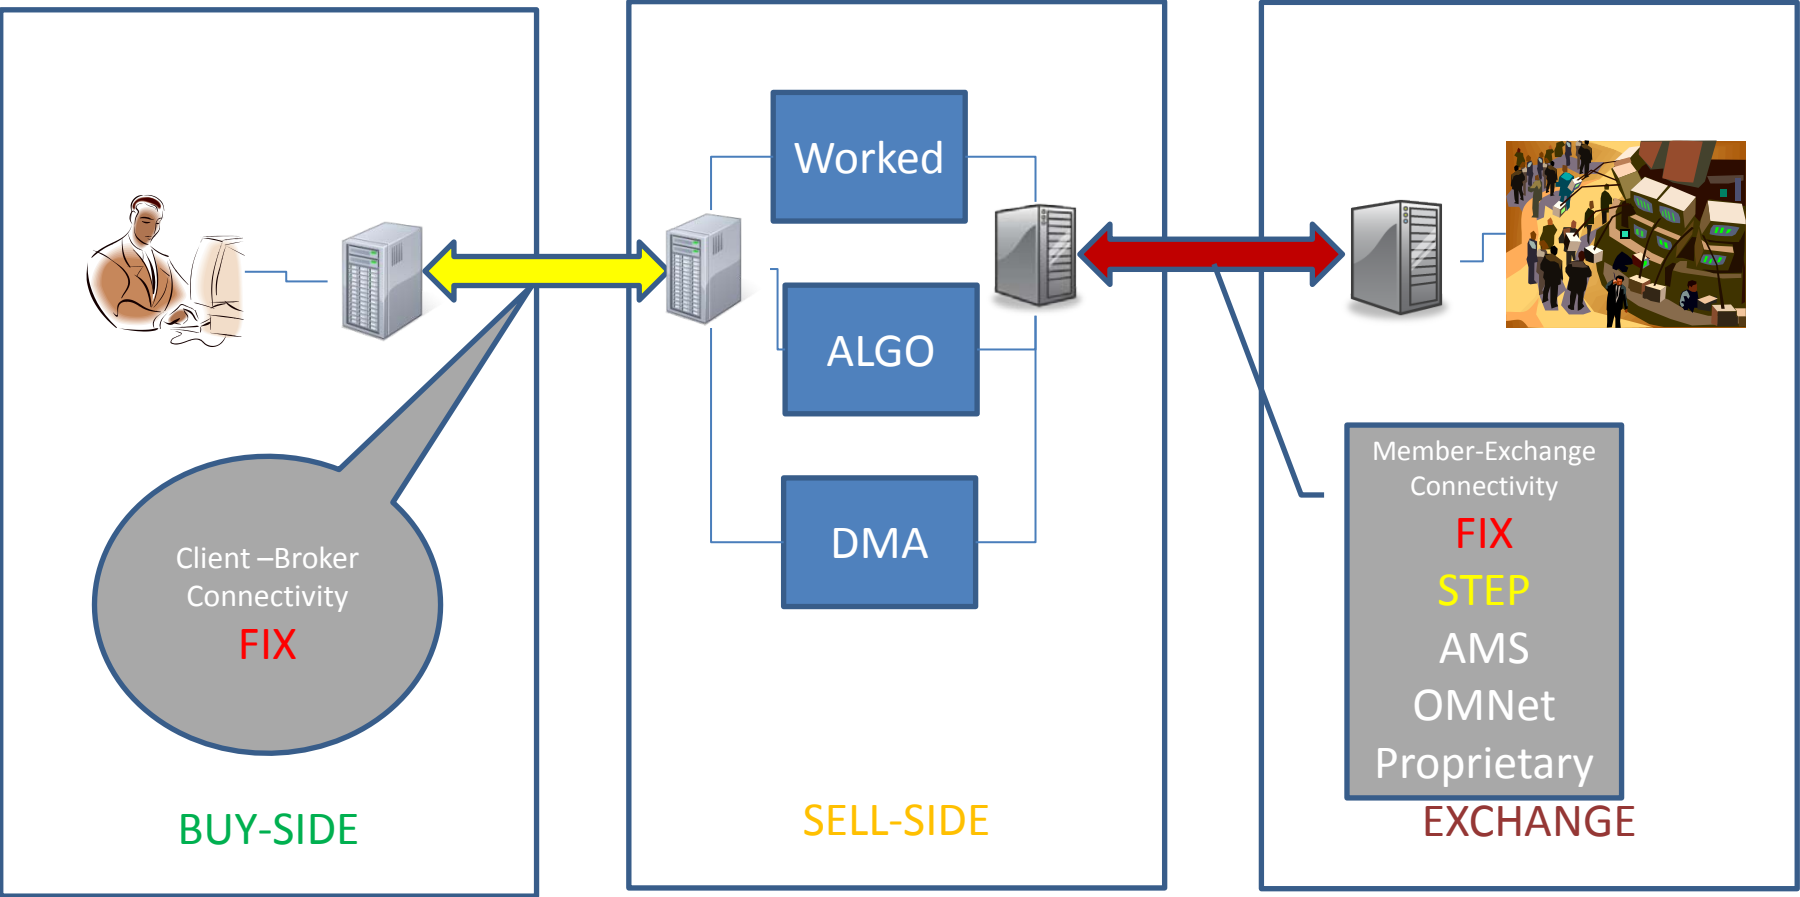 Client –Broker
Connectivity
FIX
BUY-SIDE
Worked
ALGO
DMA
SELL-SIDE
Member-Exchange
Connectivity
FIX
STEP
AMS
OMNet
Proprietary
EXCHANGE